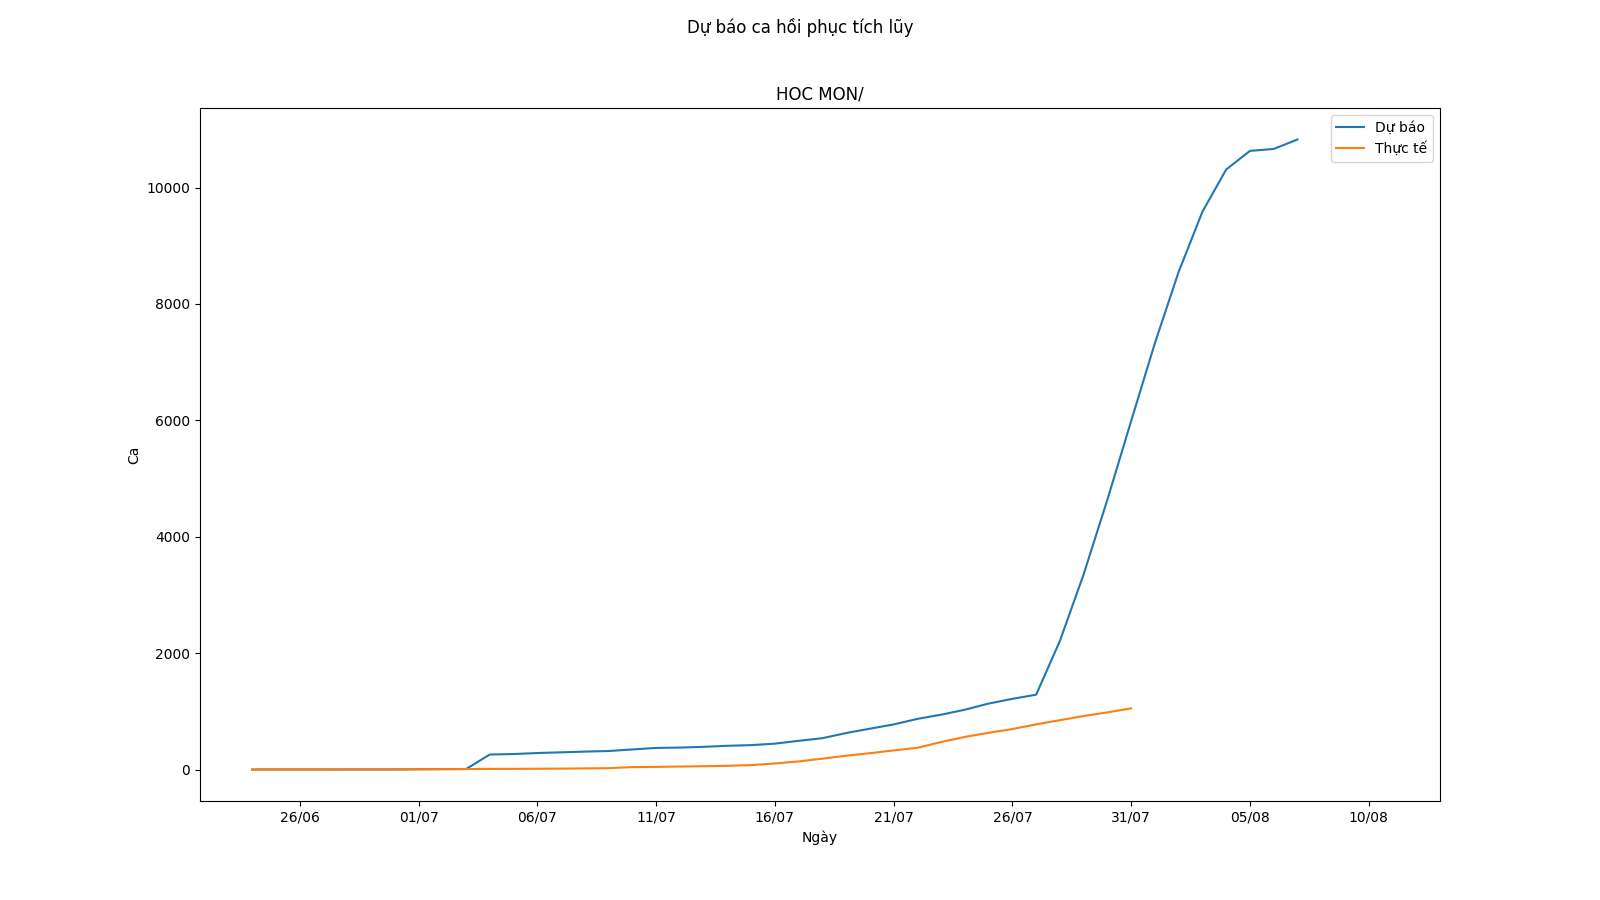 Dự báo ca hồi phục tích lũy
HOC MON/
Dự báo
Thực tế
10000
8000
6000
4000
2000
0
Ca
26/06
01/07
06/07
11/07
16/07
21/07
26/07
31/07
05/08
10/08
Ngày